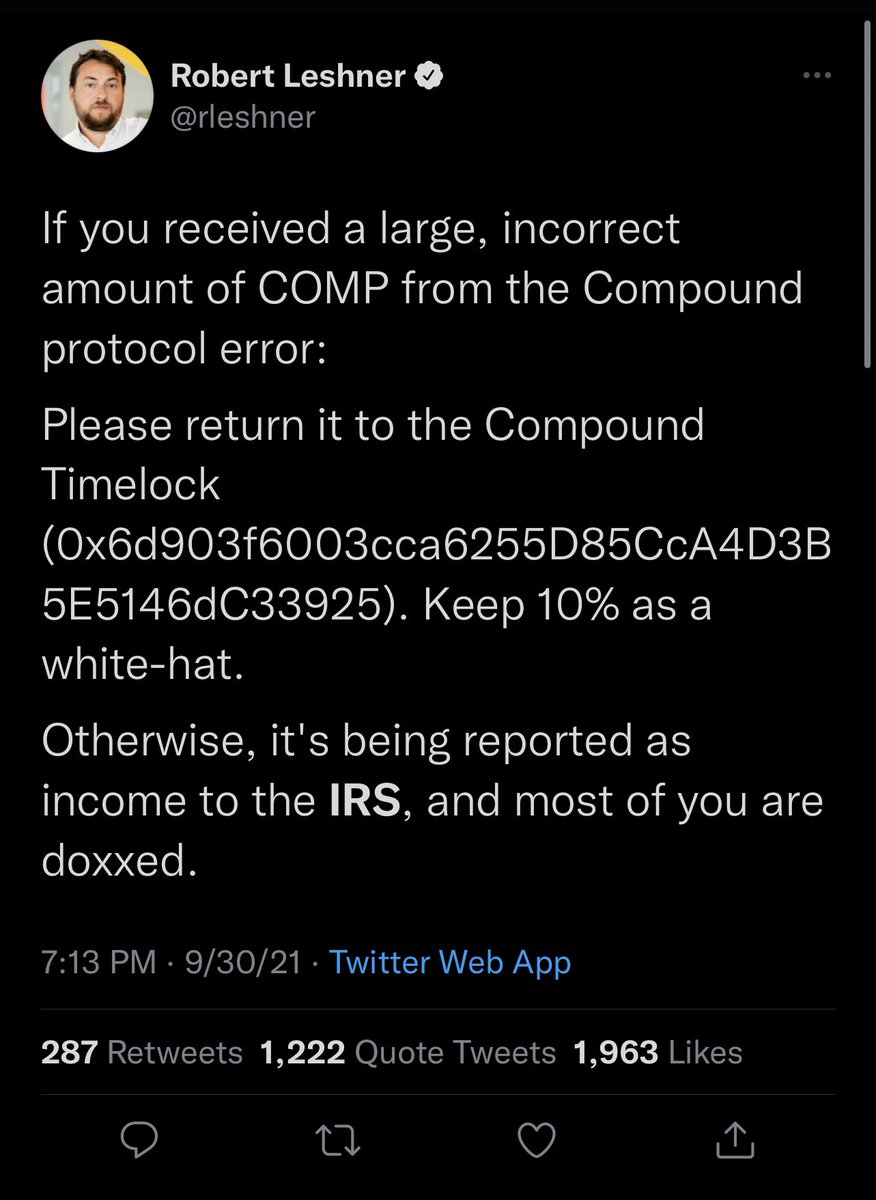 Robert Leshner
@rleshner
If you received a large, incorrect
amount of COMP from the Compound
protocol error:
Please return it to the Compound
Timelock
(0x6d903f6003cca6255D85CcA4D3B
5E5146dC33925). Keep 10% as a
white-hat.
Otherwise, it's being reported as
income to the IRS, and most of you are
doxxed.
7:13 PM · 9/30/21 · Twitter Web App
287 Retweets 1,222 Quote Tweets 1,963 Likes